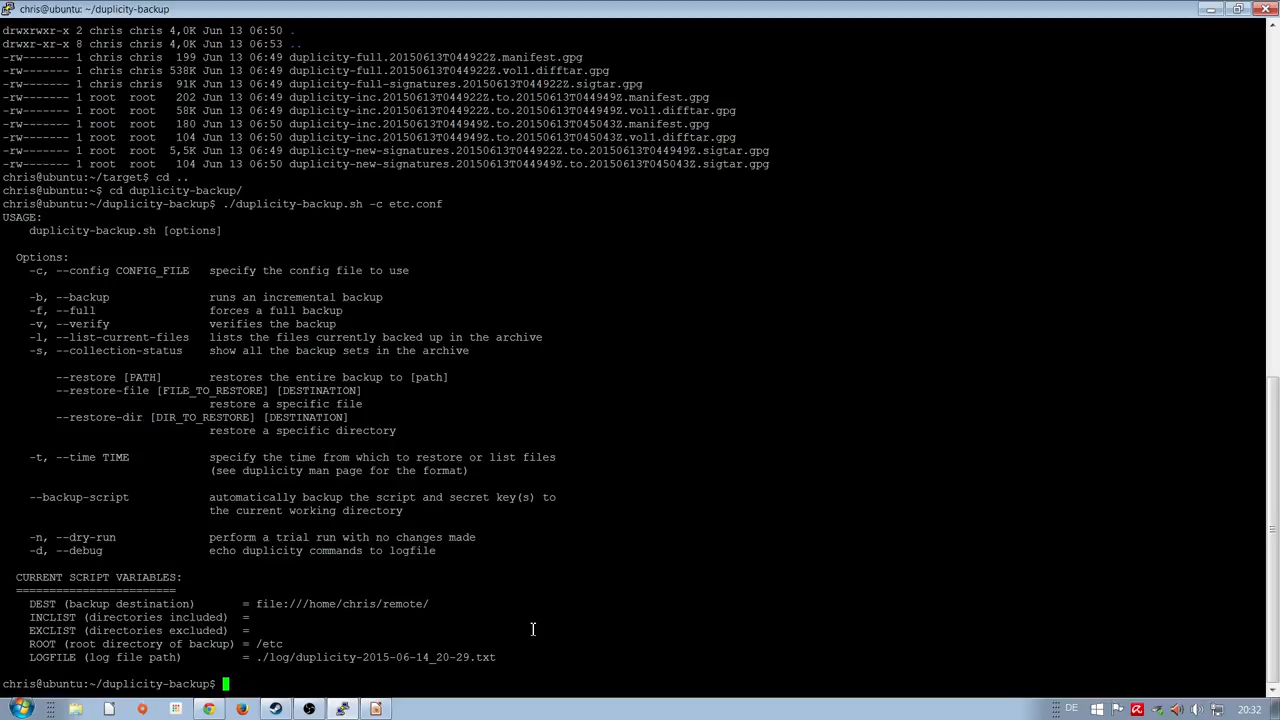 chris@ubuntu: ~/duplicity-backup
drwxrwxr-x 2 chris chris 4,0K Jun 13 06:50 .
drwxr-xr-x 8 chris chris 4,0K Jun 13 06:53 ..
-rw------- 1 chris chris  199 Jun 13 06:49 duplicity-full.20150613T044922Z.manifest.gpg
-rw------- 1 chris chris 538K Jun 13 06:49 duplicity-full.20150613T044922Z.vol1.difftar.gpg
-rw------- 1 chris chris  91K Jun 13 06:49 duplicity-full-signatures.20150613T044922Z.sigtar.gpg
-rw------- 1 root  root   202 Jun 13 06:49 duplicity-inc.20150613T044922Z.to.20150613T044949Z.manifest.gpg
-rw------- 1 root  root   58K Jun 13 06:49 duplicity-inc.20150613T044922Z.to.20150613T044949Z.vol1.difftar.gpg
-rw------- 1 root  root   180 Jun 13 06:50 duplicity-inc.20150613T044949Z.to.20150613T045043Z.manifest.gpg
-rw------- 1 root  root   104 Jun 13 06:50 duplicity-inc.20150613T044949Z.to.20150613T045043Z.vol1.difftar.gpg
-rw------- 1 root  root  5,5K Jun 13 06:49 duplicity-new-signatures.20150613T044922Z.to.20150613T044949Z.sigtar.gpg
-rw------- 1 root  root   104 Jun 13 06:50 duplicity-new-signatures.20150613T044949Z.to.20150613T045043Z.sigtar.gpg
chris@ubuntu:~/target$ cd ..
chris@ubuntu:~$ cd duplicity-backup/
chris@ubuntu:~/duplicity-backup$ ./duplicity-backup.sh -c etc.conf
USAGE:
duplicity-backup.sh [options]
Options:
-c, --config CONFIG_FILE   specify the config file to use
-b, --backup               runs an incremental backup
-f, --full                 forces a full backup
-v, --verify               verifies the backup
-l, --list-current-files   lists the files currently backed up in the archive
-s, --collection-status    show all the backup sets in the archive
--restore [PATH]       restores the entire backup to [path]
--restore-file [FILE_TO_RESTORE] [DESTINATION]
restore a specific file
--restore-dir [DIR_TO_RESTORE] [DESTINATION]
restore a specific directory
-t, --time TIME            specify the time from which to restore or list files
(see duplicity man page for the format)
--backup-script            automatically backup the script and secret key(s) to
the current working directory
-n, --dry-run              perform a trial run with no changes made
-d, --debug                echo duplicity commands to logfile
CURRENT SCRIPT VARIABLES:
========================
DEST (backup destination)       = file:///home/chris/remote/
INCLIST (directories included)  =
EXCLIST (directories excluded)  =
ROOT (root directory of backup) = /etc
LOGFILE (log file path)         = ./log/duplicity-2015-06-14_20-29.txt
chris@ubuntu:~/duplicity-backup$
DE 20:32